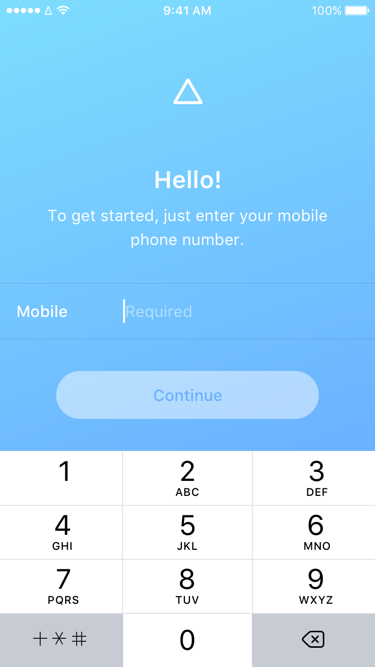 9:41 AM 100%
Hello!
To get started, just enter your mobile
phone number.
Mobile Required
Continue
1 2 3
ABC DEF
4 5 6
GHI JKL MNO
7 8 9
PQRS TUV WXYZ
+ * # 0